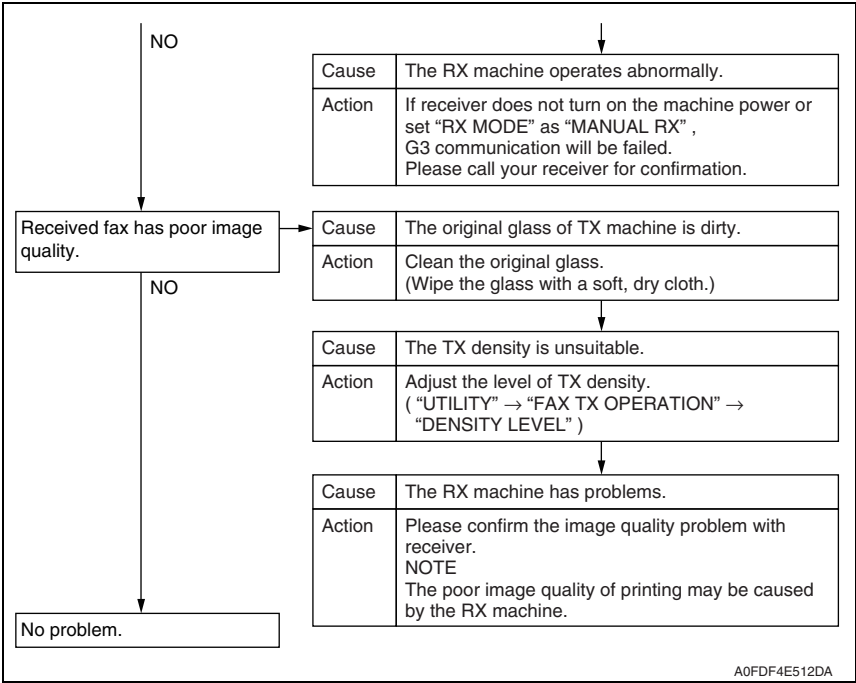 NO
Cause The RX machine operates abnormally.
Action If receiver does not turn on the machine power or
set “RX MODE” as “MANUAL RX” ,
G3 communication will be failed.
Please call your receiver for confirmation.
Received fax has poor image
quality.
Cause The original glass of TX machine is dirty.
Action Clean the original glass.
(Wipe the glass with a soft, dry cloth.)
NO
Cause The TX density is unsuitable.
Action Adjust the level of TX density.
( “UTILITY” → “FAX TX OPERATION” →
“DENSITY LEVEL” )
Cause The RX machine has problems.
Action Please confirm the image quality problem with
receiver.
NOTE
The poor image quality of printing may be caused
by the RX machine.
No problem.
A0FDF4E512DA